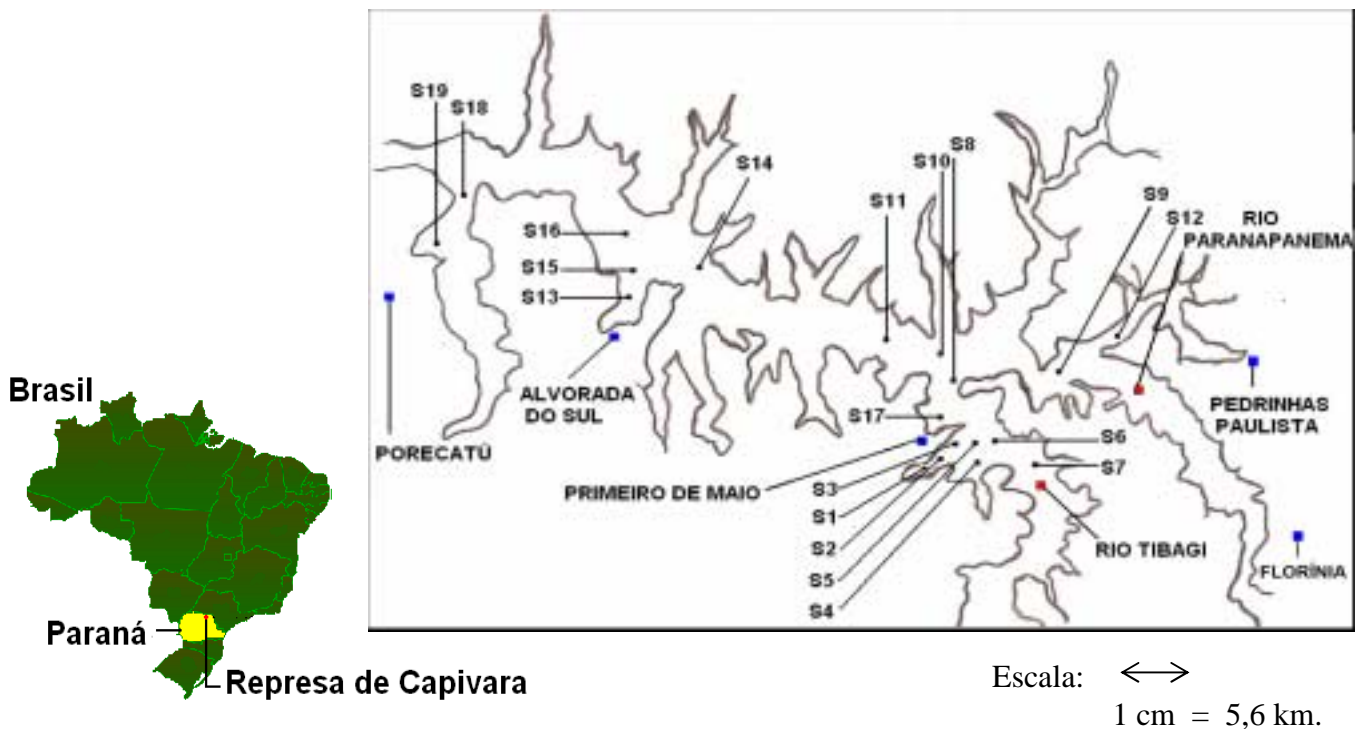 S19
S18
S14
S10
S8
S11
S9
S12
RIO
PARANAPANEMA
S16
S15
S13
Brasil
ALVORADA
DO SUL
PORECATÚ
S17
PEDRINHAS
PAULISTA
S6
S7
PRIMEIRO DE MAIO
S3
S1
S2
S5
S4
RIO TIBAGI
FLORÍNIA
Paraná
Represa de Capivara
Escala:
1 cm = 5,6 km.